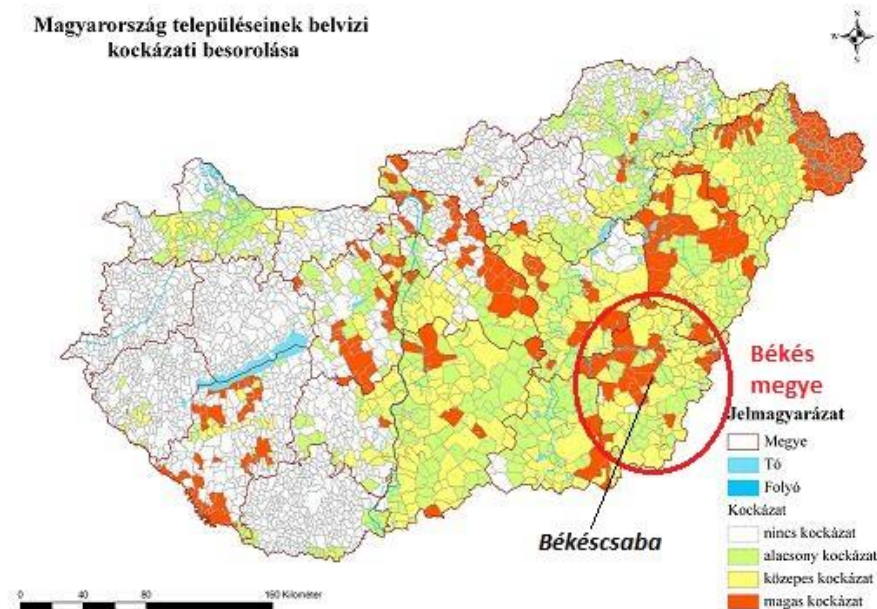 Magyarország településeinek belvizi
kockázati besorolása
N
W
E
S
Békés
megye
Jelmagyarázat
Megye
Tó
Folyó
Kockázat
nincs kockázat
alacsony kockázat
közepes kockázat
magas kockázat
Békéscsaba
0 40 80 160 Kilométer